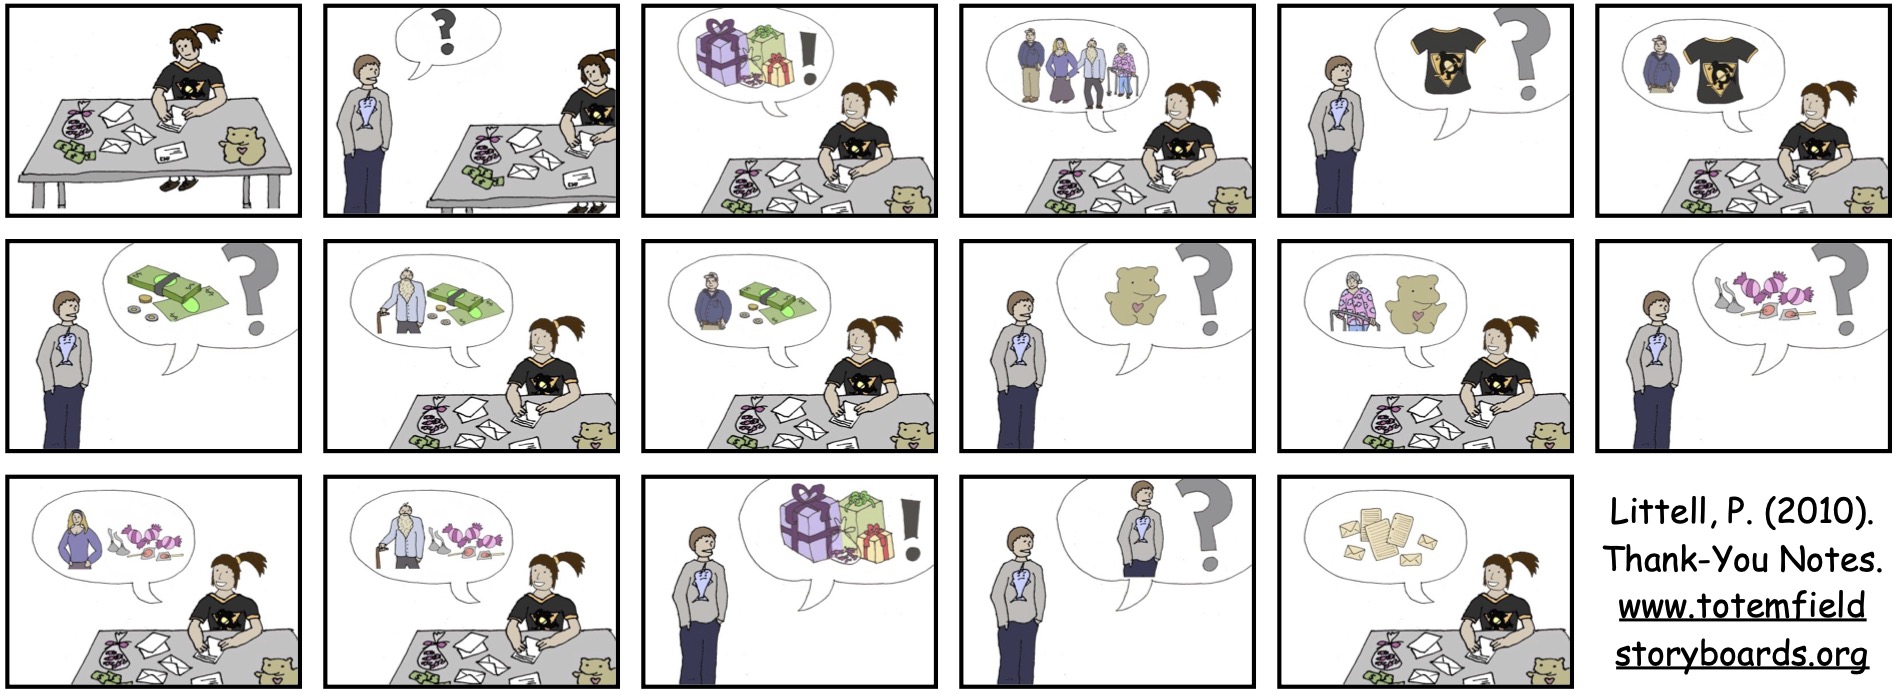 ?
?
!
?
?
?
?
!
?
Littell, P. (2010).
Thank-You Notes.
www.totemfield
storyboards.org